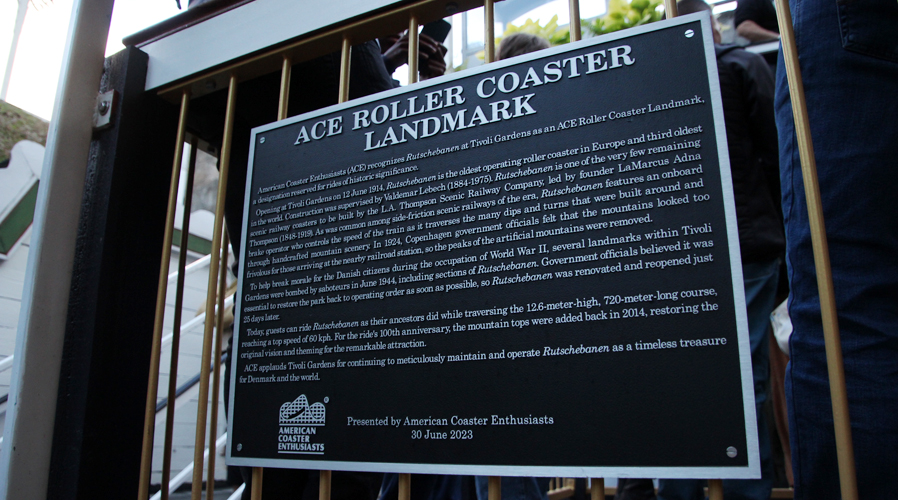 ACE ROLLER COASTER
LANDMARK
American Coaster Enthusiasts (ACE) recognizes Rutschebanen at Tivoli Gardens as an ACE Roller Coaster Landmark,
a designation reserved for rides of historic significance.
Opening at Tivoli Gardens on 12 June 1914, Rutschebanen is the oldest operating roller coaster in Europe and third oldest
in the world. Construction was supervised by Valdemar Lebech (1884-1975). Rutschebanen is one of the very few remaining
scenic railway coasters to be built by the L.A. Thompson Scenic Railway Company, led by founder LaMarcus Adna
Thompson (1848-1919). As was common among side-friction scenic railways of the era, Rutschebanen features an onboard
brake operator who controls the speed of the train as it traverses the many dips and turns that were built around and
through handcrafted mountain scenery. In 1924, Copenhagen government officials felt that the mountains looked too
frivolous for those arriving at the nearby railroad station, so the peaks of the artificial mountains were removed.
To help break morale for the Danish citizens during the occupation of World War II, several landmarks within Tivoli
Gardens were bombed by saboteurs in June 1944, including sections of Rutschebanen. Government officials believed it was
essential to restore the park back to operating order as soon as possible, so Rutschebanen was renovated and reopened just
25 days later.
Today, guests can ride Rutschebanen as their ancestors did while traversing the 12.6-meter-high, 720-meter-long course,
reaching a top speed of 60 kph. For the ride's 100th anniversary, the mountain tops were added back in 2014, restoring the
original vision and theming for the remarkable attraction.
ACE applauds Tivoli Gardens for continuing to meticulously maintain and operate Rutschebanen as a timeless treasure
for Denmark and the world.
AMERICAN
COASTER
ENTHUSIASTS
®
Presented by American Coaster Enthusiasts
30 June 2023